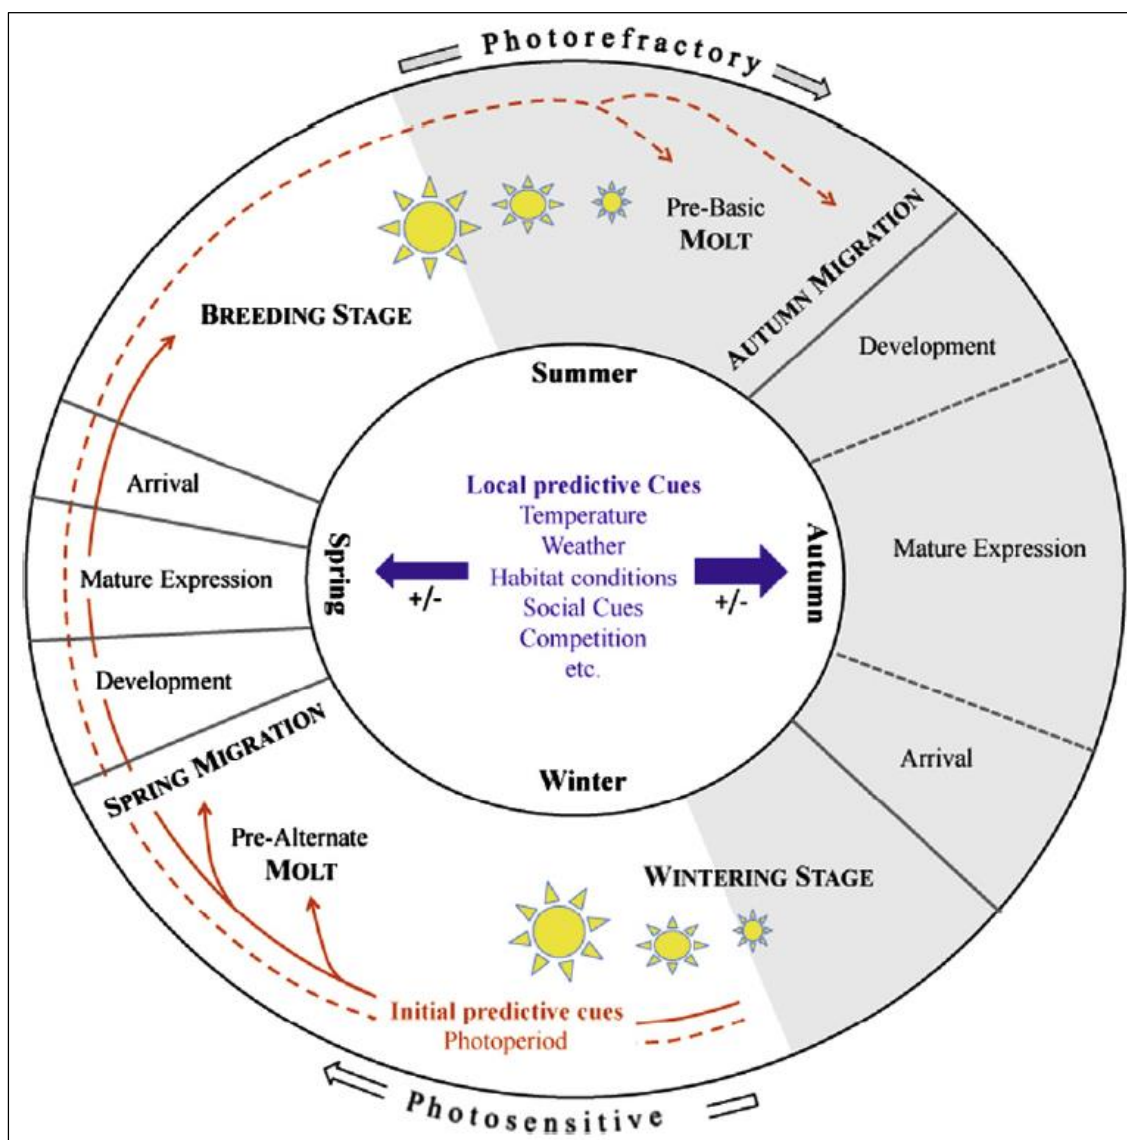 Photorefractory
Pre-Basic
MOLT
AUTUMN MIGRATION
BREEDING STAGE
Development
Summer
Arrival
Local predictive Cues
Temperature
Weather
Habitat conditions
Social Cues
Competition
etc.
Spring
+/-
+/-
Autumn
Mature Expression
Mature Expression
Development
Arrival
SPRING MIGRATION
Winter
Pre-Alternate
MOLT
WINTERING STAGE
Initial predictive cues
Photoperiod
Photosensitive